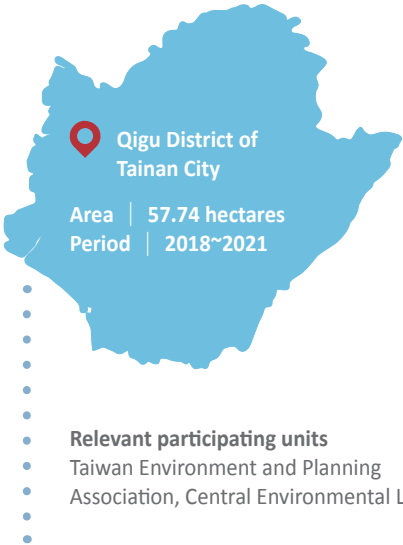 Qigu District of
Tainan City
Area | 57.74 hectares
Period | 2018~2021
Relevant participating units
Taiwan Environment and Planning
Association, Central Environmental L